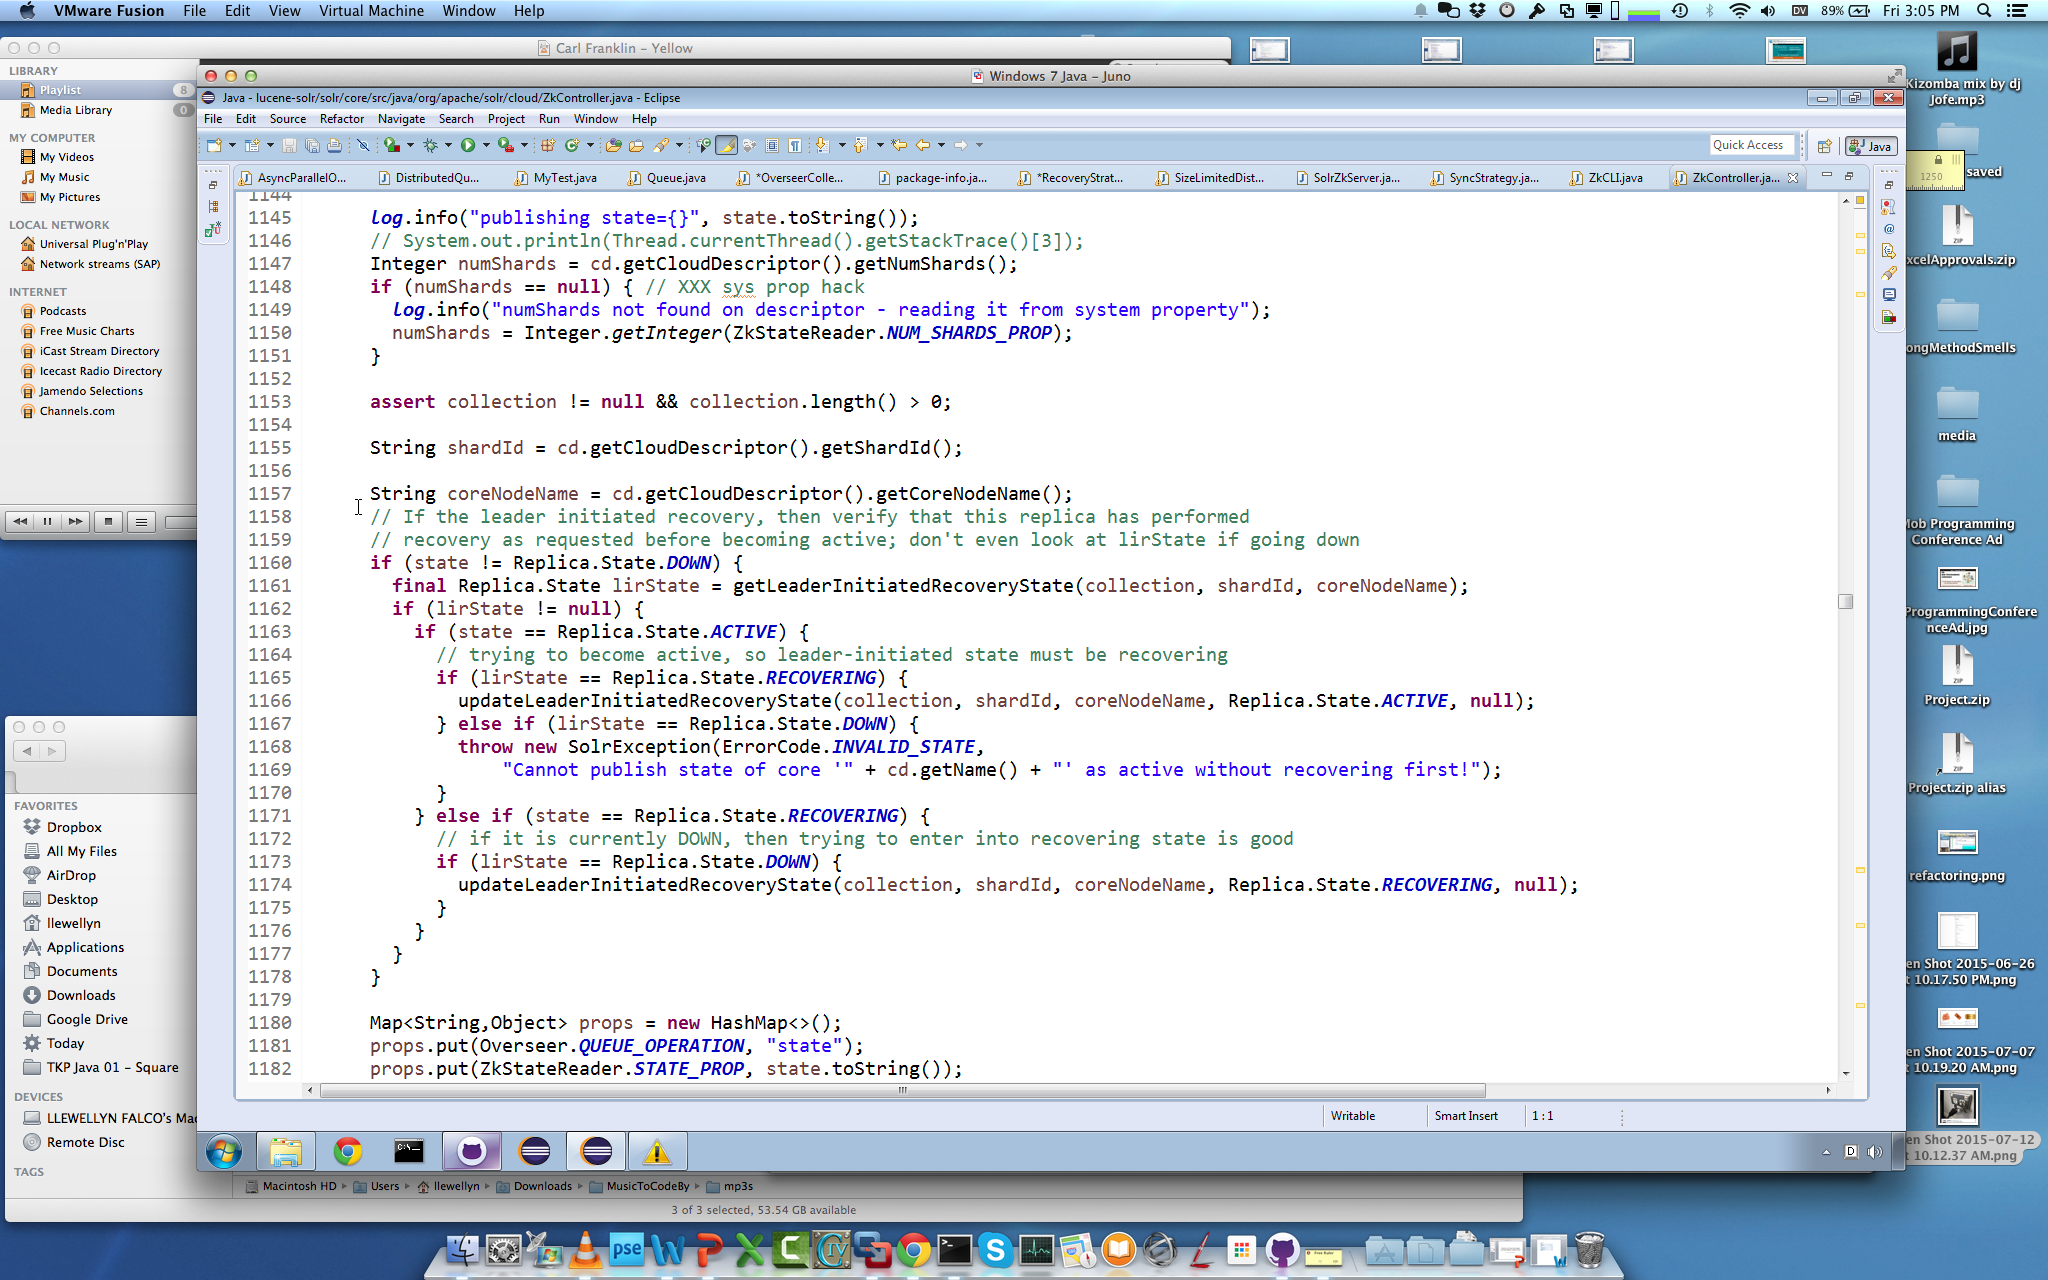 VMware Fusion File Edit View Virtual Machine Window Help
DV 89% Fri 3:05 PM
Carl Franklin – Yellow
LIBRARY
Playlist 8
Media Library 0
MY COMPUTER
My Videos
My Music
My Pictures
LOCAL NETWORK
Universal Plug'n'Play
Network streams (SAP)
INTERNET
Podcasts
Free Music Charts
iCast Stream Directory
Icecast Radio Directory
Jamendo Selections
Channels.com
FAVORITES
Dropbox
All My Files
AirDrop
Desktop
llewellyn
Applications
Documents
Downloads
Google Drive
Today
TKP Java 01 – Square
DEVICES
LLEWELLYN FALCO's Ma
Remote Disc
TAGS
Windows 7 Java – Juno
Java - lucene-solr/solr/core/src/java/org/apache/solr/cloud/ZkController.java - Eclipse
File Edit Source Refactor Navigate Search Project Run Window Help
Quick Access Java
AsyncParallelO... DistributedQu... MyTest.java Queue.java *OverseerColle... package-info.ja... *RecoveryStrat... SizeLimitedDist... SolrZkServer.ja... SyncStrategy.ja... ZkCLI.java ZkController.ja...
1144
1145 log.info("publishing state={}", state.toString());
1146 // System.out.println(Thread.currentThread().getStackTrace()[3]);
1147 Integer numShards = cd.getCloudDescriptor().getNumShards();
1148 if (numShards == null) { // XXX sys prop hack
1149 log.info("numShards not found on descriptor - reading it from system property");
1150 numShards = Integer.getInteger(ZkStateReader.NUM_SHARDS_PROP);
1151 }
1152
1153 assert collection != null && collection.length() > 0;
1154
1155 String shardId = cd.getCloudDescriptor().getShardId();
1156
1157 String coreNodeName = cd.getCloudDescriptor().getCoreNodeName();
1158 // If the leader initiated recovery, then verify that this replica has performed
1159 // recovery as requested before becoming active; don't even look at lirState if going down
1160 if (state != Replica.State.DOWN) {
1161 final Replica.State lirState = getLeaderInitiatedRecoveryState(collection, shardId, coreNodeName);
1162 if (lirState != null) {
1163 if (state == Replica.State.ACTIVE) {
1164 // trying to become active, so leader-initiated state must be recovering
1165 if (lirState == Replica.State.RECOVERING) {
1166 updateLeaderInitiatedRecoveryState(collection, shardId, coreNodeName, Replica.State.ACTIVE, null);
1167 } else if (lirState == Replica.State.DOWN) {
1168 throw new SolrException(ErrorCode.INVALID_STATE,
1169 "Cannot publish state of core '" + cd.getName() + "' as active without recovering first!");
1170 }
1171 } else if (state == Replica.State.RECOVERING) {
1172 // if it is currently DOWN, then trying to enter into recovering state is good
1173 if (lirState == Replica.State.DOWN) {
1174 updateLeaderInitiatedRecoveryState(collection, shardId, coreNodeName, Replica.State.RECOVERING, null);
1175 }
1176 }
1177 }
1178 }
1179
1180 Map<String,Object> props = new HashMap<>();
1181 props.put(Overseer.QUEUE_OPERATION, "state");
1182 props.put(ZkStateReader.STATE_PROP, state.toString());
Writable Smart Insert 1 : 1
D
Macintosh HD Users llewellyn Downloads MusicToCodeBy mp3s
3 of 3 selected, 53.54 GB available
Kizomba mix by dj
Jofe.mp3
saved
1250
ZIP
xcelApprovals.zip
ongMethodSmells
media
Mob Programming
Conference Ad
ProgrammingConfere
nceAd.jpg
ZIP
Project.zip
ZIP
Project.zip alias
refactoring.png
en Shot 2015-06-26
t 10.17.50 PM.png
en Shot 2015-07-07
t 10.19.20 AM.png
en Shot 2015-07-12
t 10.12.37 AM.png
pse